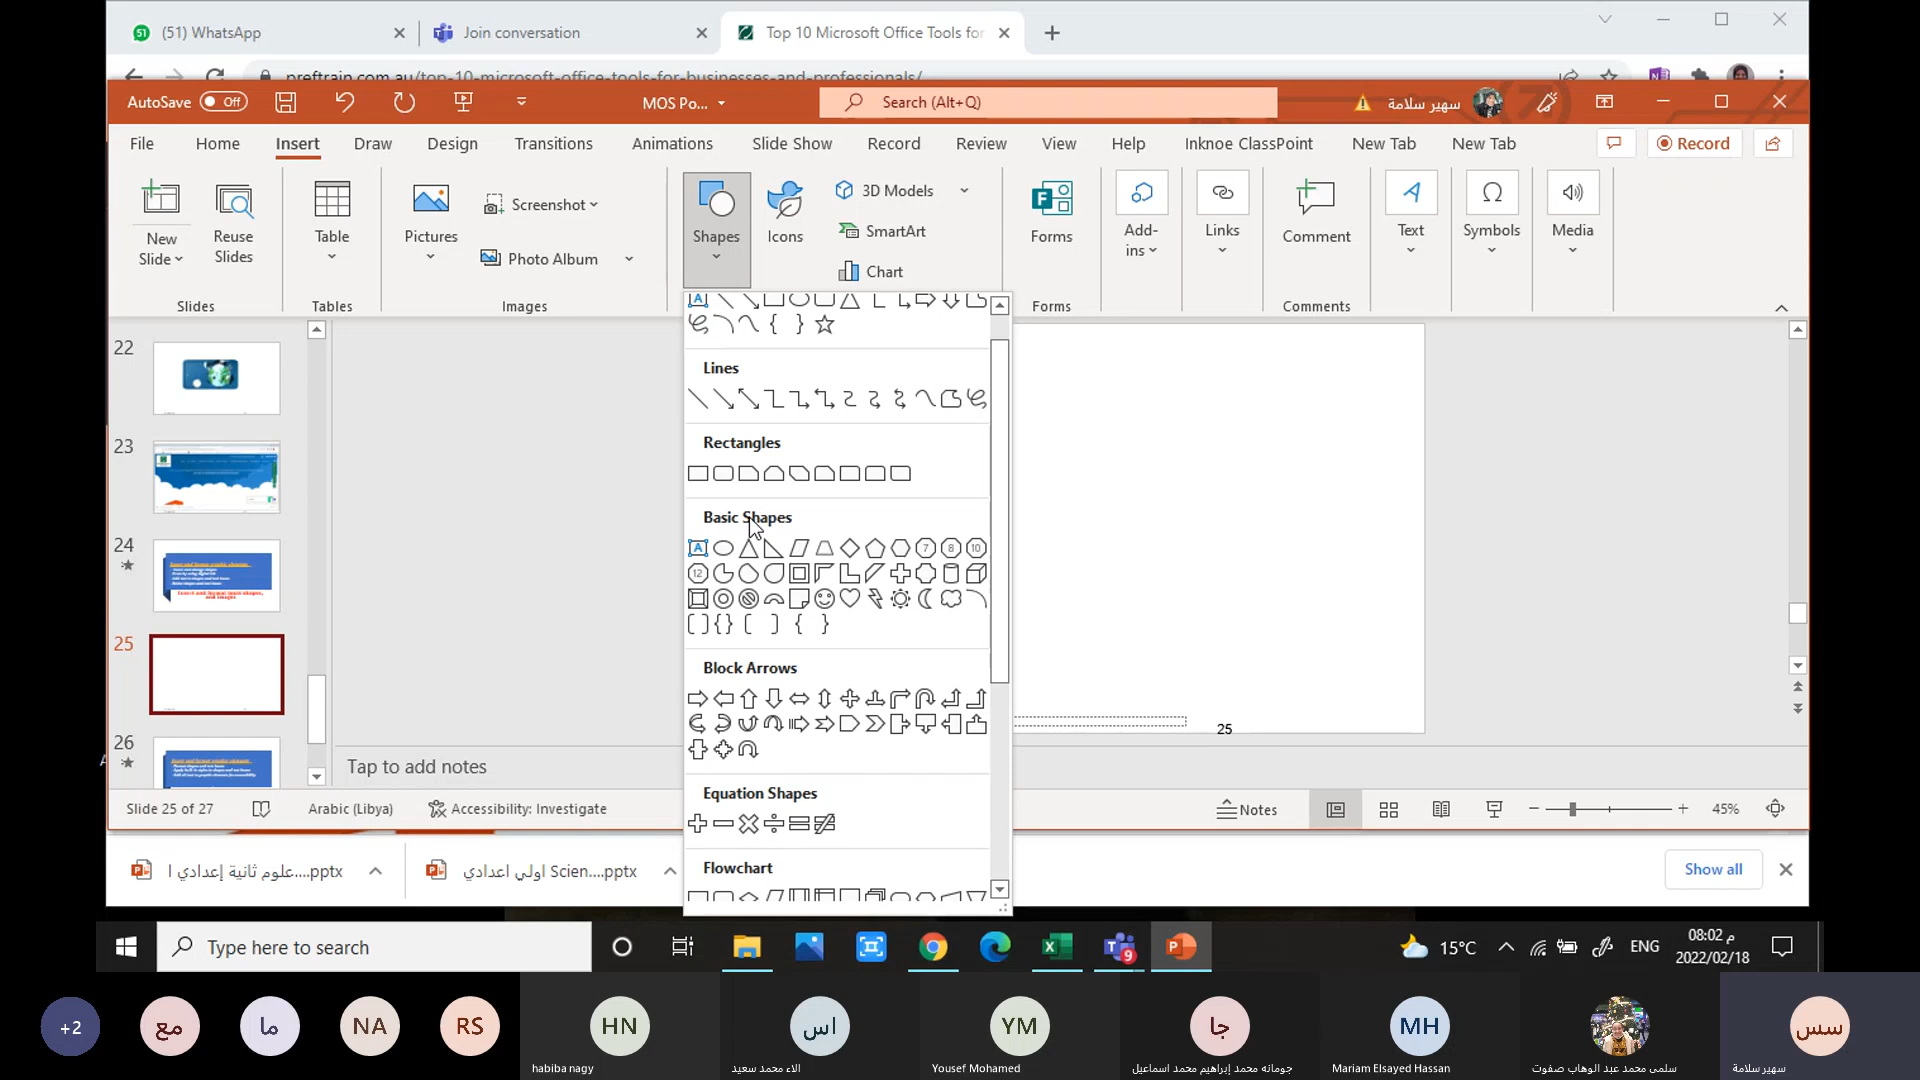 (51) WhatsApp
Join conversation
Top 10 Microsoft Office Tools for
preftrain.com.au/top-10-microsoft-office-tools-for-businesses-and-professionals/
AutoSave Off
MOS Po...
Search (Alt+Q)
سهير سلامة
File Home Insert Draw Design Transitions Animations Slide Show Record Review View Help Inknoe ClassPoint New Tab New Tab
Record
New Slide
Reuse Slides
Slides
Table
Tables
Pictures
Screenshot
Photo Album
Images
Shapes
Icons
3D Models
SmartArt
Chart
Forms
Forms
Add-ins
Links
Comment
Comments
Text
Symbols
Media
Lines
Rectangles
Basic Shapes
Block Arrows
Equation Shapes
Flowchart
22
23
24
25
26
25
Tap to add notes
Slide 25 of 27
Arabic (Libya)
Accessibility: Investigate
Notes
45%
علوم ثانية إعدادي ا....pptx
اولي اعدادي Scien....pptx
Show all
Type here to search
9
15°C
ENG
08:02 م
2022/02/18
+2
مع
ما
NA
RS
HN
habiba nagy
اس
الاء محمد سعيد
YM
Yousef Mohamed
جا
جومانه محمد إبراهيم محمد اسماعيل
MH
Mariam Elsayed Hassan
سلمى محمد عبد الوهاب صفوت
سس
سهير سلامة